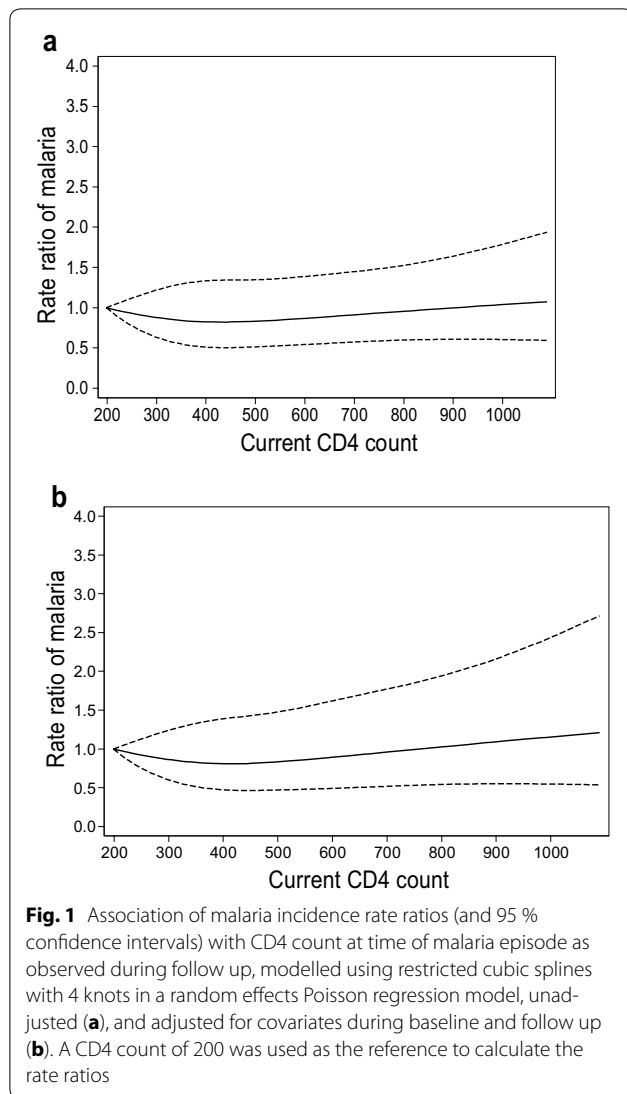 a
4.0
3.5
3.0
2.5
2.0
1.5
1.0
0.5
0.0
Rate ratio of malaria
200 300 400 500 600 700 800 900 1000
Current CD4 count
b
4.0
3.5
3.0
2.5
2.0
1.5
1.0
0.5
0.0
Rate ratio of malaria
200 300 400 500 600 700 800 900 1000
Current CD4 count
Fig. 1 Association of malaria incidence rate ratios (and 95 %
confidence intervals) with CD4 count at time of malaria episode as
observed during follow up, modelled using restricted cubic splines
with 4 knots in a random effects Poisson regression model, unad-
justed (a), and adjusted for covariates during baseline and follow up
(b). A CD4 count of 200 was used as the reference to calculate the
rate ratios